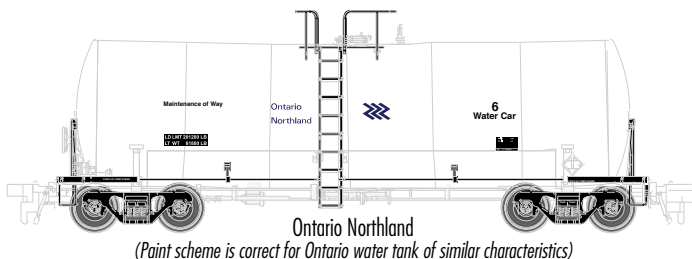 Maintenance of Way
Ontario
Northland
6
Water Car
LD LMT 201200 LB
LT WT 61800 LB
Ontario Northland
(Paint scheme is correct for Ontario water tank of similar characteristics)